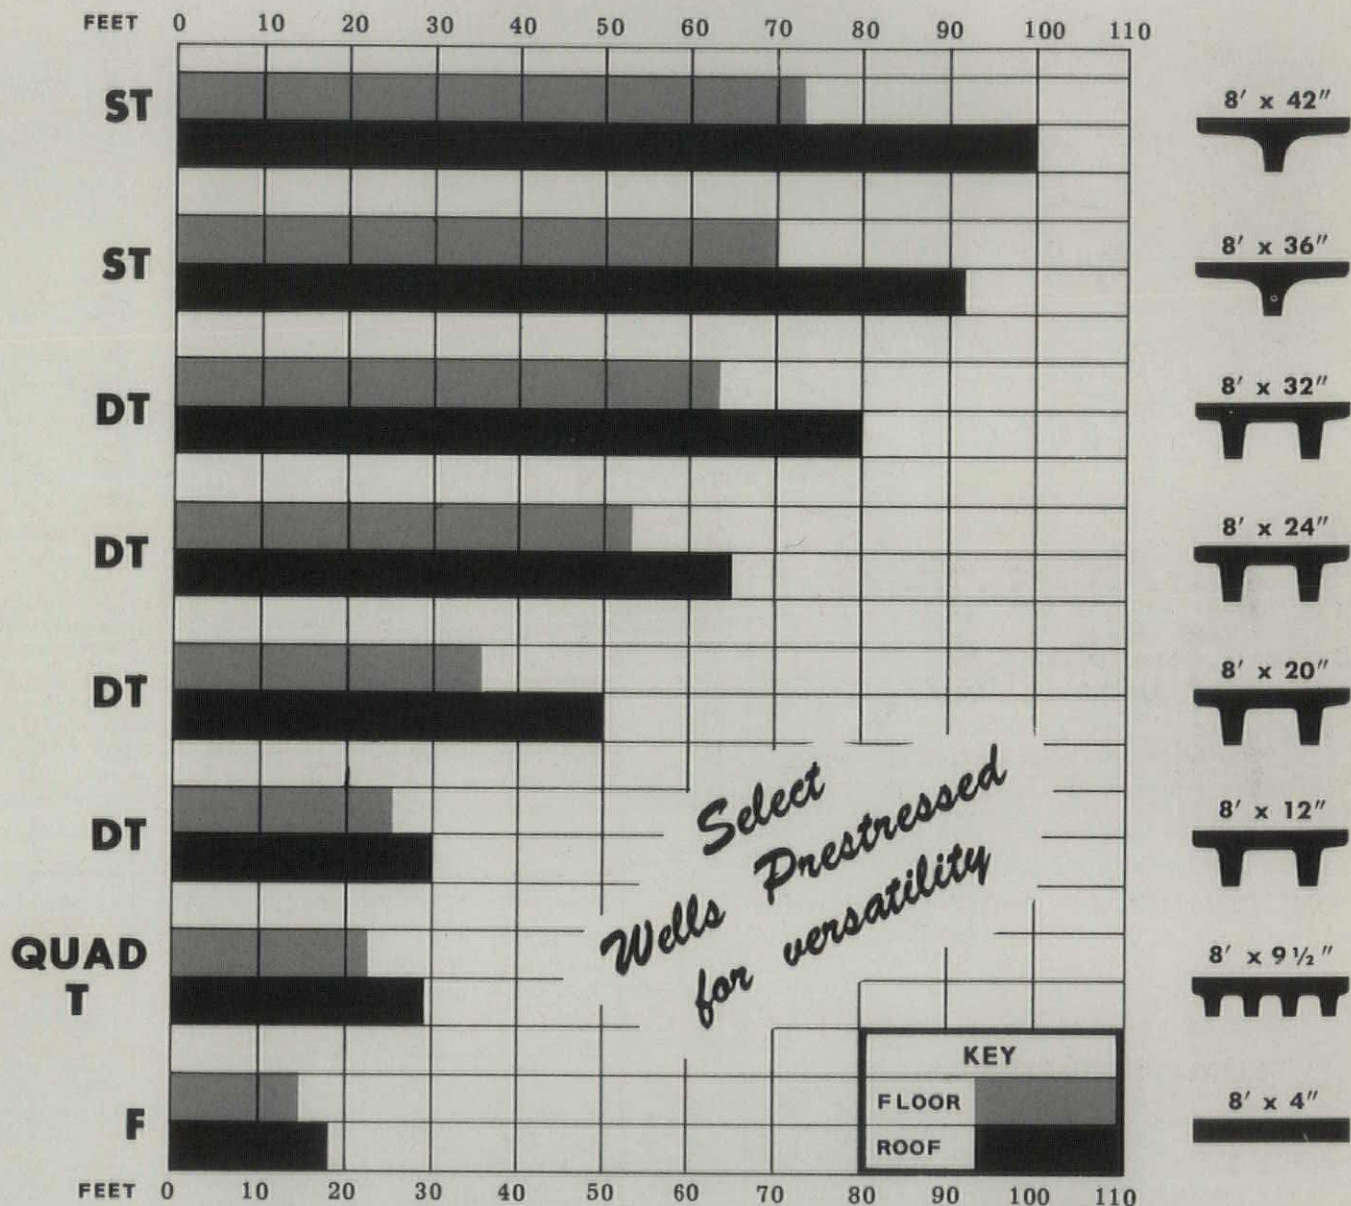 FEET 0 10 20 30 40 50 60 70 80 90 100 110
ST 8' x 42"
ST 8' x 36"
DT 8' x 32"
DT 8' x 24"
DT 8' x 20"
DT 8' x 12"
QUAD T 8' x 9½"
F 8' x 4"
Select
Wells Prestressed
for versatility
KEY
FLOOR
ROOF
FEET 0 10 20 30 40 50 60 70 80 90 100 110